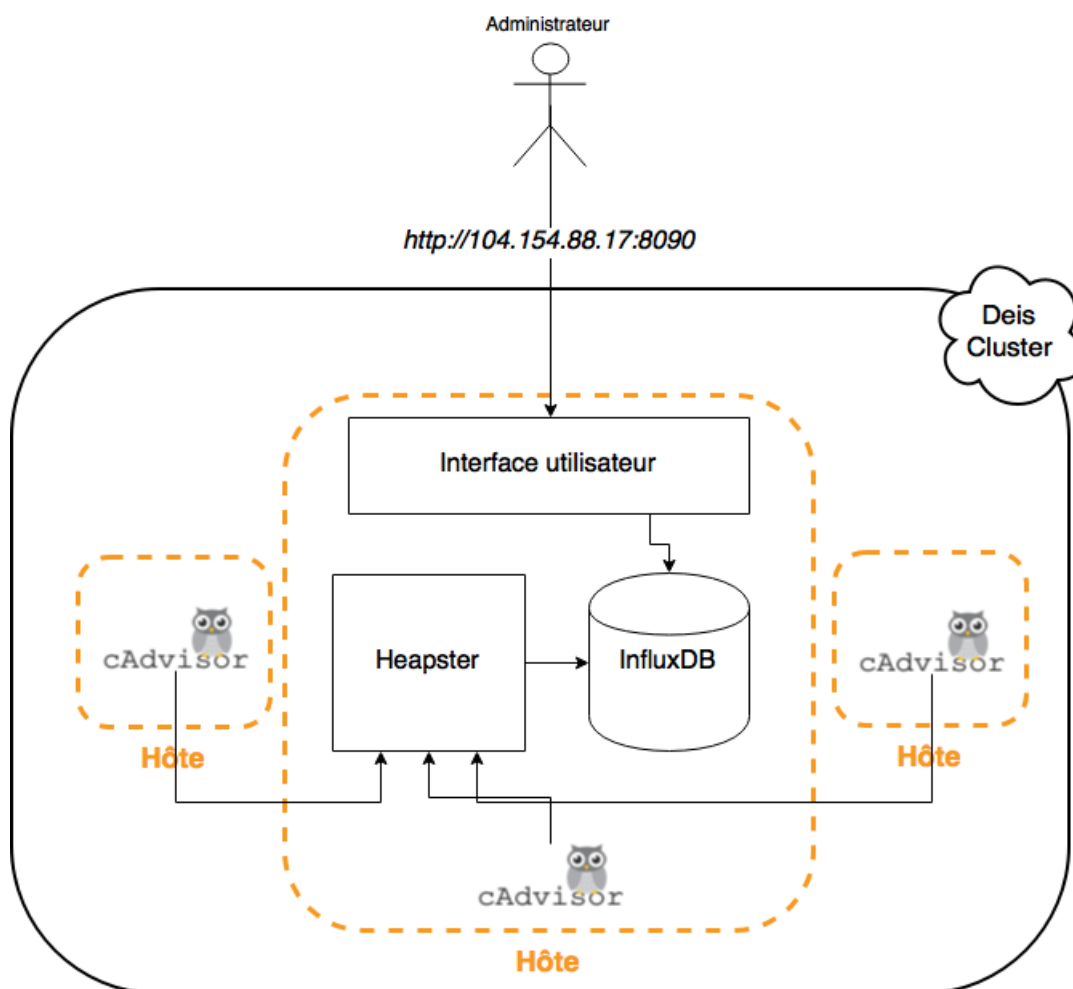 Administrateur
http://104.154.88.17:8090
Deis
Cluster
Interface utilisateur
cAdvisor
Heapster
InfluxDB
cAdvisor
Hôte
Hôte
cAdvisor
Hôte